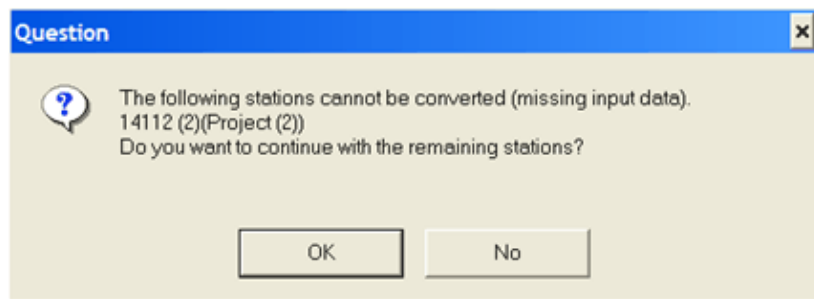 Question
The following stations cannot be converted (missing input data).
14112 (2)(Project (2))
Do you want to continue with the remaining stations?
OK
No